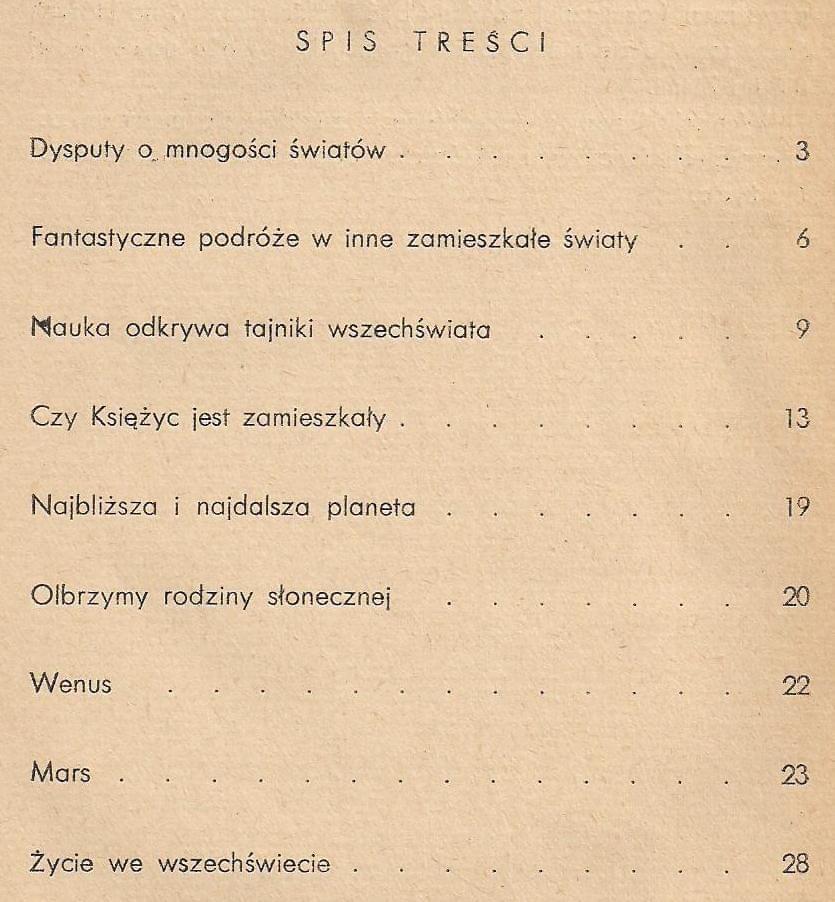 SPIS TREŚCI
Dysputy o mnogości światów . . . . . . . . . 3
Fantastyczne podróże w inne zamieszkałe światy . . 6
Nauka odkrywa tajniki wszechświata . . . . . 9
Czy Księżyc jest zamieszkały . . . . . . . . 13
Najbliższa i najdalsza planeta . . . . . . . 19
Olbrzymy rodziny słonecznej . . . . . . . 20
Wenus . . . . . . . . . . . . . 22
Mars . . . . . . . . . . . . . . 23
Życie we wszechświecie . . . . . . . . . 28